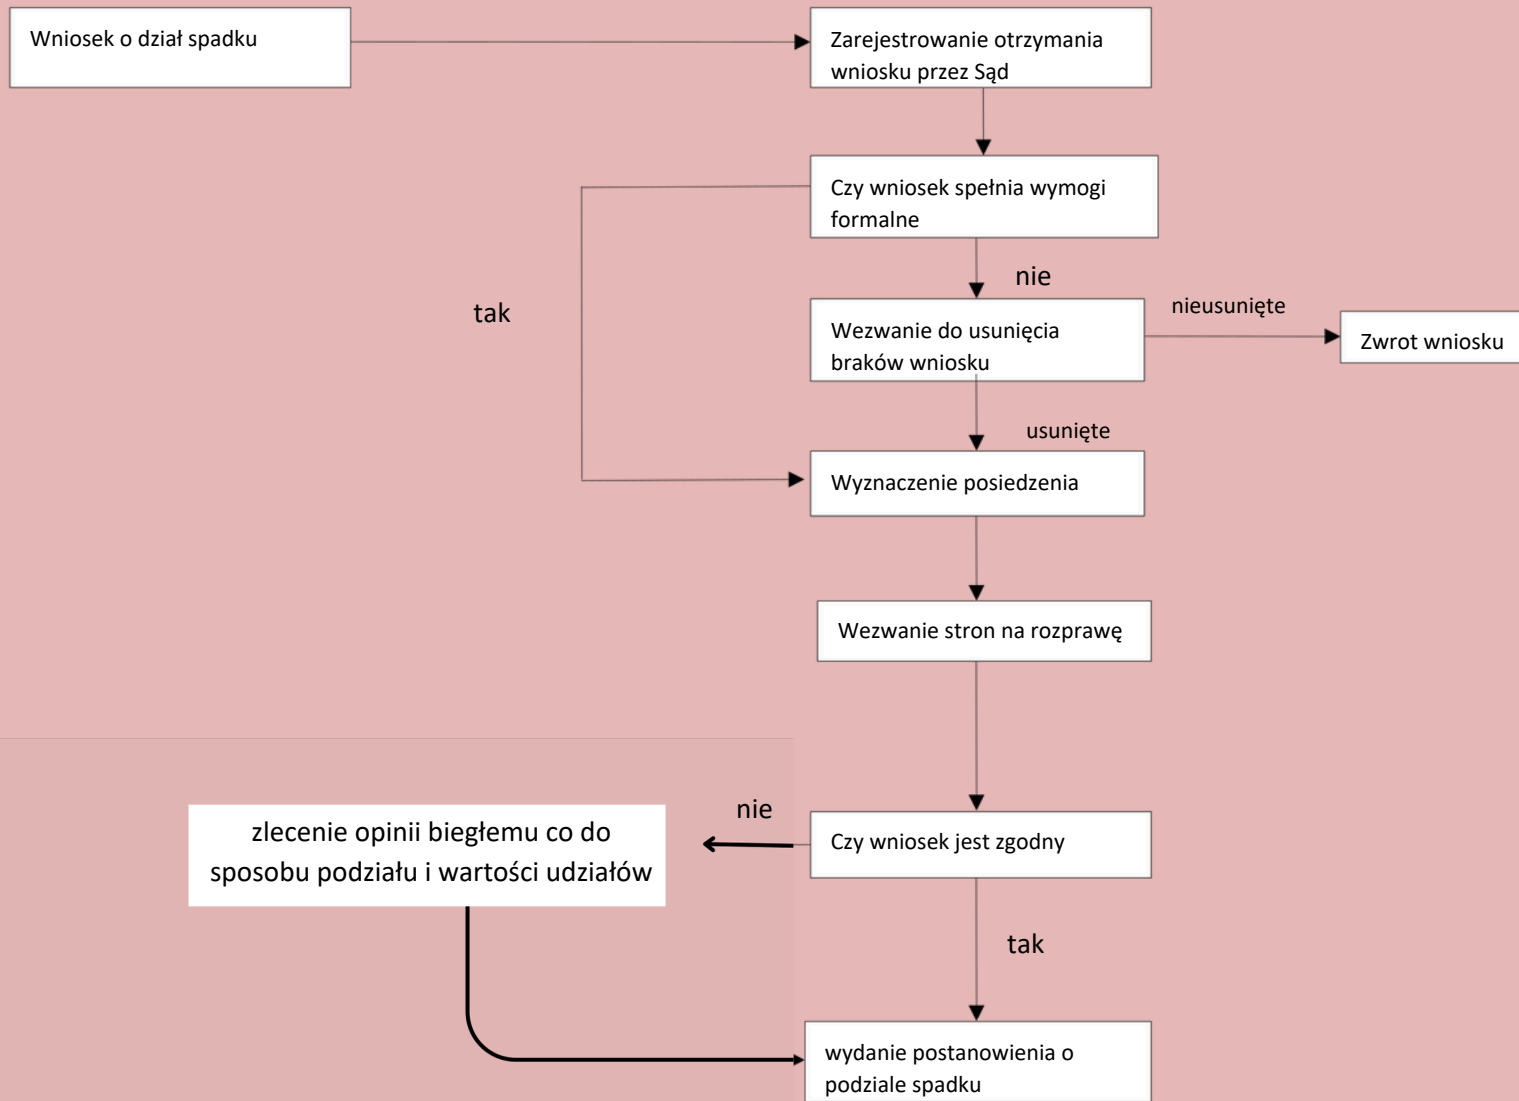 Wniosek o dział spadku
Zarejestrowanie otrzymania
wniosku przez Sąd
Czy wniosek spełnia wymogi
formalne
nie
tak
Wezwanie do usunięcia
braków wniosku
nieusunięte
Zwrot wniosku
usunięte
Wyznaczenie posiedzenia
Wezwanie stron na rozprawę
Czy wniosek jest zgodny
nie
zlecenie opinii biegłemu co do
sposobu podziału i wartości udziałów
tak
wydanie postanowienia o
podziale spadku